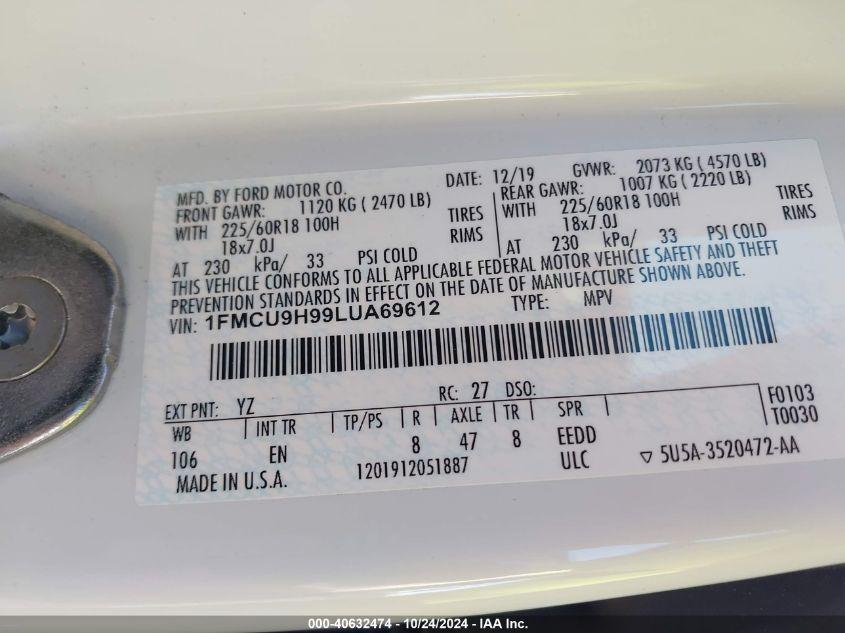 MFD. BY FORD MOTOR CO. DATE: 12/19 GVWR: 2073 KG ( 4570 LB)
FRONT GAWR: 1120 KG ( 2470 LB) REAR GAWR: 1007 KG ( 2220 LB)
WITH 225/60R18 100H TIRES WITH 225/60R18 100H TIRES
18x7.0J RIMS 18x7.0J RIMS
AT 230 kPa/ 33 PSI COLD AT 230 kPa/ 33 PSI COLD
THIS VEHICLE CONFORMS TO ALL APPLICABLE FEDERAL MOTOR VEHICLE SAFETY AND THEFT
PREVENTION STANDARDS IN EFFECT ON THE DATE OF MANUFACTURE SHOWN ABOVE.
VIN: 1FMCU9H99LUA69612 TYPE: MPV
EXT PNT: YZ RC: 27 DSO: F0103
WB INT TR TP/PS R AXLE TR SPR T0030
106 EN 8 47 8 EEDD
MADE IN U.S.A. 1201912051887 ULC ▽ 5U5A-3520472-AA
000-40632474 - 10/24/2024 - IAA Inc.